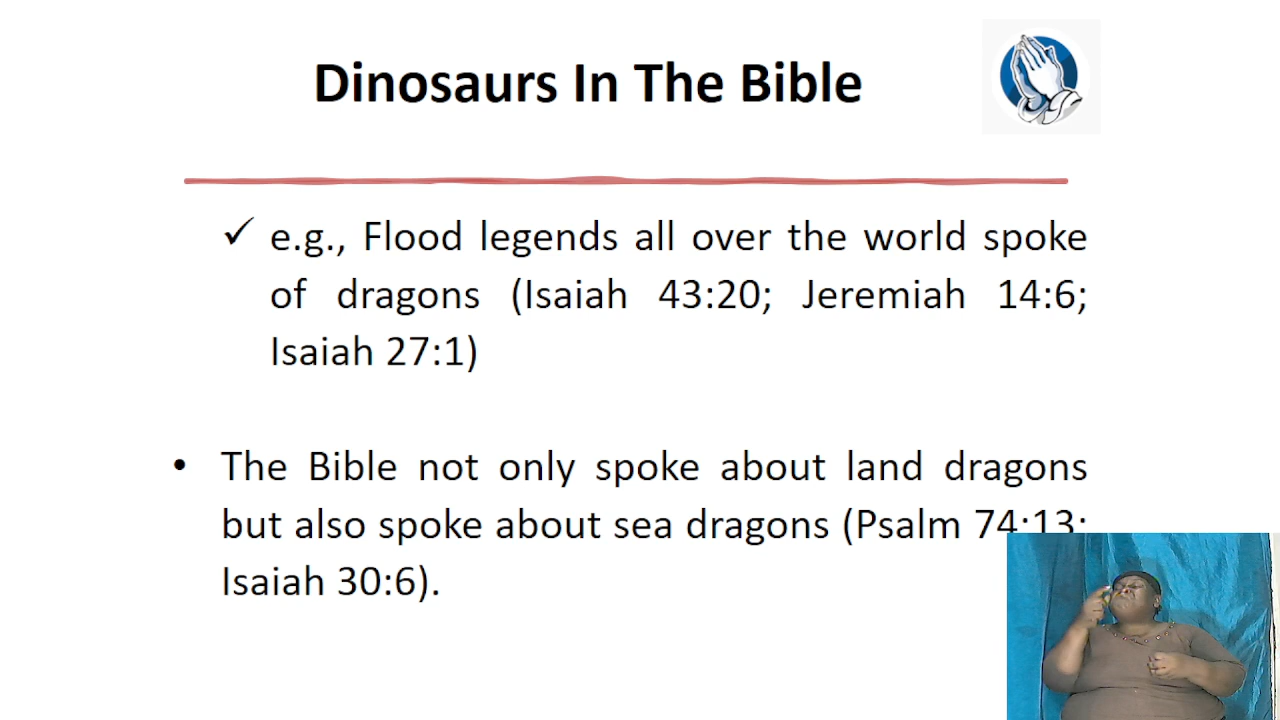 Dinosaurs In The Bible
✓ e.g., Flood legends all over the world spoke
of dragons (Isaiah 43:20; Jeremiah 14:6;
Isaiah 27:1)
• The Bible not only spoke about land dragons
but also spoke about sea dragons (Psalm 74:13;
Isaiah 30:6).